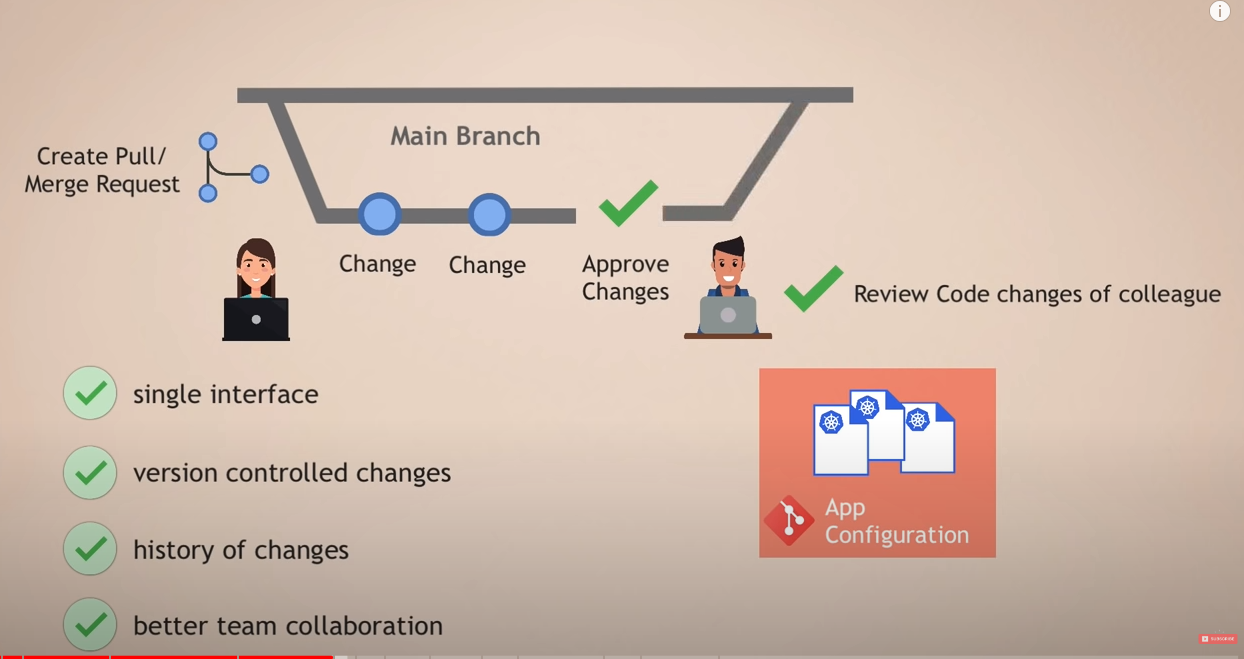 Main Branch
Create Pull/
Merge Request
Change
Change
Approve
Changes
Review Code changes of colleague
single interface
version controlled changes
history of changes
better team collaboration
App
Configuration
SUBSCRIBE